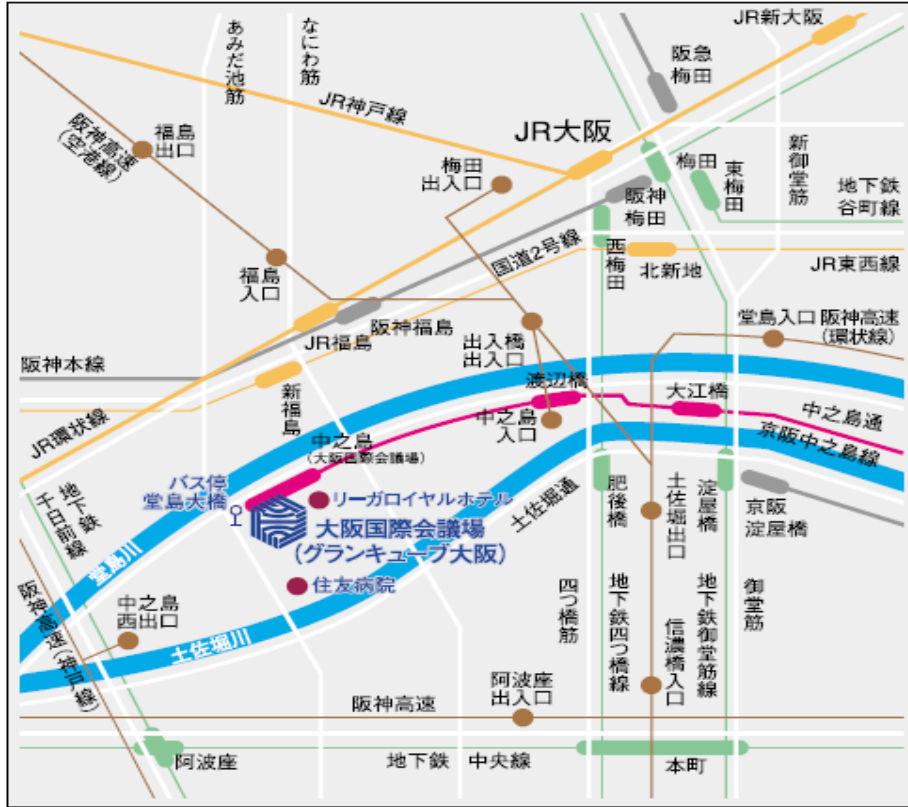 JR新大阪
なにわ筋
あみだ池筋
阪急
梅田
JR神戸線
JR大阪
阪神高速
(空港線)
福島
出口
梅田
出入口
梅田
東梅田
新御堂筋
地下鉄
谷町線
阪神
梅田
国道2号線
西梅田
北新地
JR東西線
福島
入口
阪神福島
JR福島
出入橋
出入口
堂島入口
阪神高速
(環状線)
阪神本線
新福島
渡辺橋
大江橋
中之島通
JR環状線
中之島
(大阪国際会議場)
中之島
入口
京阪中之島線
バス停
堂島大橋
リーガロイヤルホテル
土佐堀通
肥後橋
土佐堀出口
淀屋橋
京阪
淀屋橋
地下鉄
千日前線
大阪国際会議場
(グランキューブ大阪)
堂島川
住友病院
中之島
西出口
土佐堀川
四つ橋筋
地下鉄四つ橋線
信濃橋入口
地下鉄御堂筋線
御堂筋
阪神高速(神戸線)
阪神高速
阿波座
出入口
阿波座
地下鉄 中央線
本町